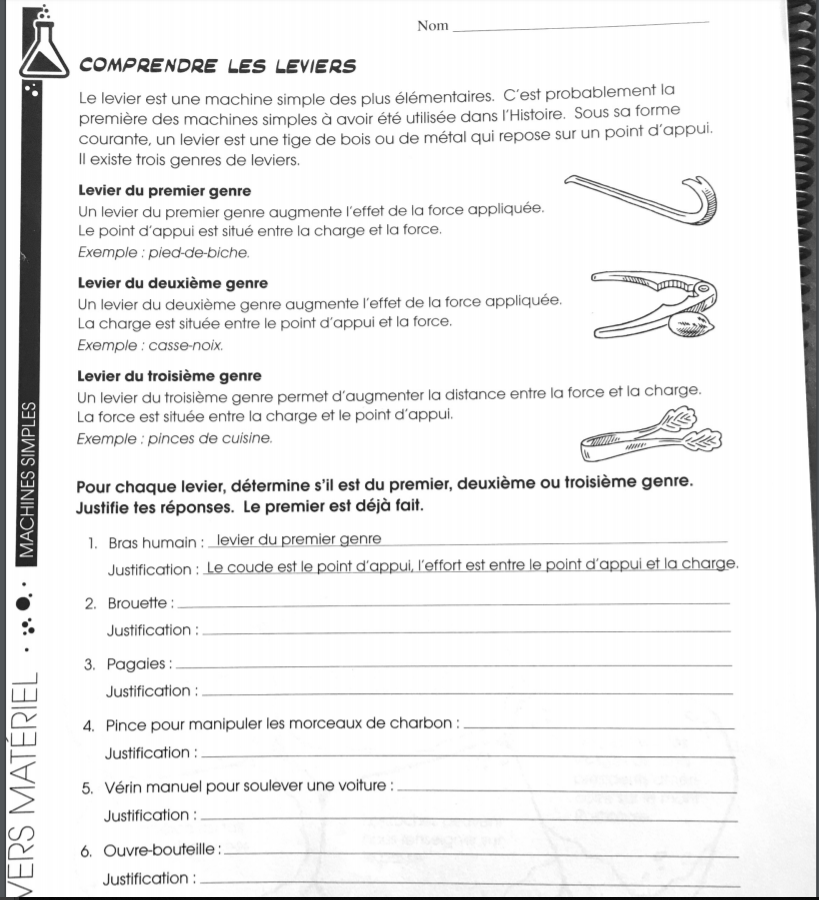 Nom
COMPRENDRE LES LEVIERS
Le levier est une machine simple des plus élémentaires. C'est probablement la
première des machines simples à avoir été utilisée dans l'Histoire. Sous sa forme
courante, un levier est une tige de bois ou de métal qui repose sur un point d'appui.
Il existe trois genres de leviers.
Levier du premier genre
Un levier du premier genre augmente l'effet de la force appliquée.
Le point d'appui est situé entre la charge et la force.
Exemple : pied-de-biche.
Levier du deuxième genre
Un levier du deuxième genre augmente l'effet de la force appliquée.
La charge est située entre le point d'appui et la force.
Exemple : casse-noix.
Levier du troisième genre
Un levier du troisième genre permet d'augmenter la distance entre la force et la charge.
La force est située entre la charge et le point d'appui.
Exemple : pinces de cuisine.
Pour chaque levier, détermine s'il est du premier, deuxième ou troisième genre.
Justifie tes réponses. Le premier est déjà fait.
1. Bras humain : levier du premier genre
Justification : Le coude est le point d'appui, l'effort est entre le point d'appui et la charge.
2. Brouette :
Justification :
3. Pagaies :
Justification :
4. Pince pour manipuler les morceaux de charbon :
Justification :
5. Vérin manuel pour soulever une voiture :
Justification :
6. Ouvre-bouteille :
Justification :
MACHINES SIMPLES
VERS MATÉRIEL